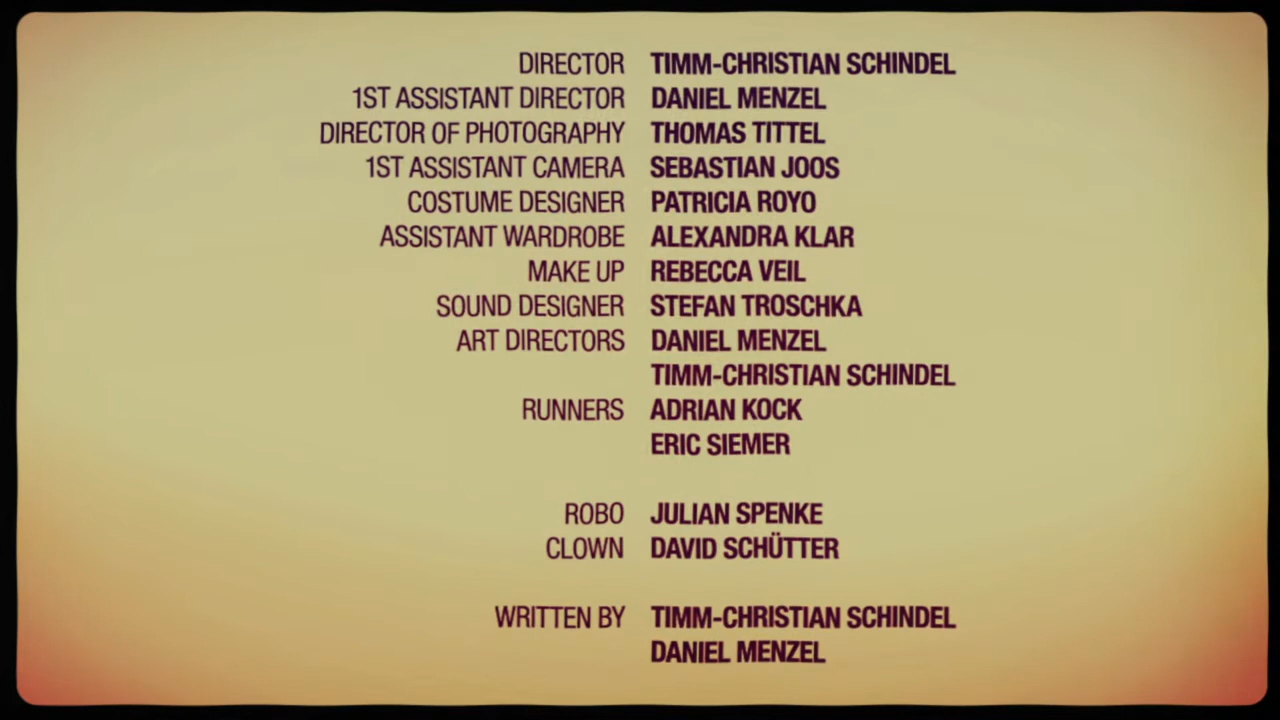 DIRECTOR TIMM-CHRISTIAN SCHINDEL
1ST ASSISTANT DIRECTOR DANIEL MENZEL
DIRECTOR OF PHOTOGRAPHY THOMAS TITTEL
1ST ASSISTANT CAMERA SEBASTIAN JOOS
COSTUME DESIGNER PATRICIA ROYO
ASSISTANT WARDROBE ALEXANDRA KLAR
MAKE UP REBECCA VEIL
SOUND DESIGNER STEFAN TROSCHKA
ART DIRECTORS DANIEL MENZEL
TIMM-CHRISTIAN SCHINDEL
RUNNERS ADRIAN KOCK
ERIC SIEMER
ROBO JULIAN SPENKE
CLOWN DAVID SCHÜTTER
WRITTEN BY TIMM-CHRISTIAN SCHINDEL
DANIEL MENZEL